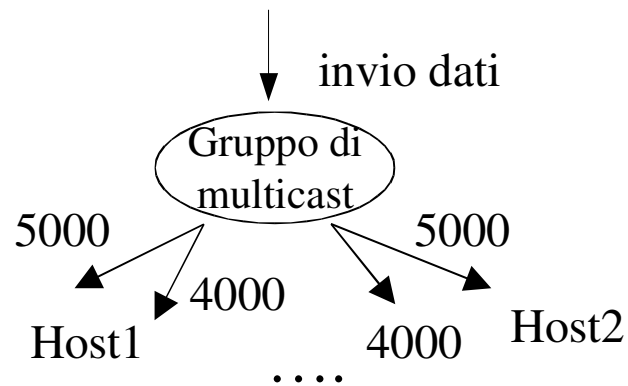 invio dati
Gruppo di
multicast
5000
5000
4000
Host1
4000
Host2
....